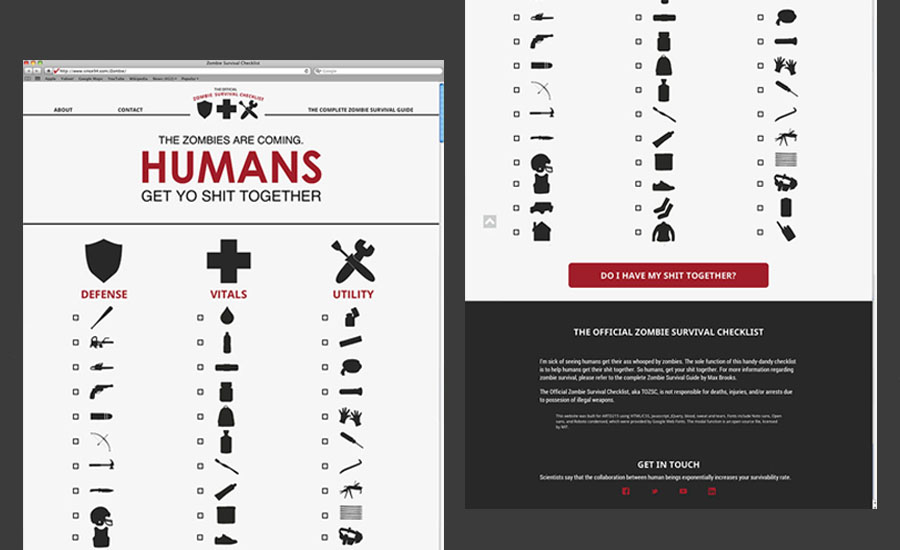 Zombie Survival Checklist
Apple Yahoo! Google Maps YouTube Wikipedia News Popular
Google
THE OFFICIAL
ZOMBIE SURVIVAL CHECKLIST
ABOUT CONTACT THE COMPLETE ZOMBIE SURVIVAL GUIDE
THE ZOMBIES ARE COMING.
HUMANS
GET YO SHIT TOGETHER
DEFENSE VITALS UTILITY
DO I HAVE MY SHIT TOGETHER?
THE OFFICIAL ZOMBIE SURVIVAL CHECKLIST
I'm sick of seeing humans get their ass whooped by zombies. The sole function of this handy-dandy checklist
is to help humans get their shit together. So humans, get your shit together. For more information regarding
zombie survival, please refer to the complete Zombie Survival Guide by Max Brooks.
The Official Zombie Survival Checklist, aka TOZSC, is not responsible for deaths, injuries, and/or arrests due
to possesion of illegal weapons.
This website was built for ARTD215 using HTML/CSS, Javascript, jQuery, blood, sweat and tears. Fonts include Noto sans, Open
sans, and Roboto condensed, which were provided by Google Web Fonts. The modal function is an open source file, licensed
by MIT.
GET IN TOUCH
Scientists say that the collaboration between human beings exponentially increases your survivability rate.